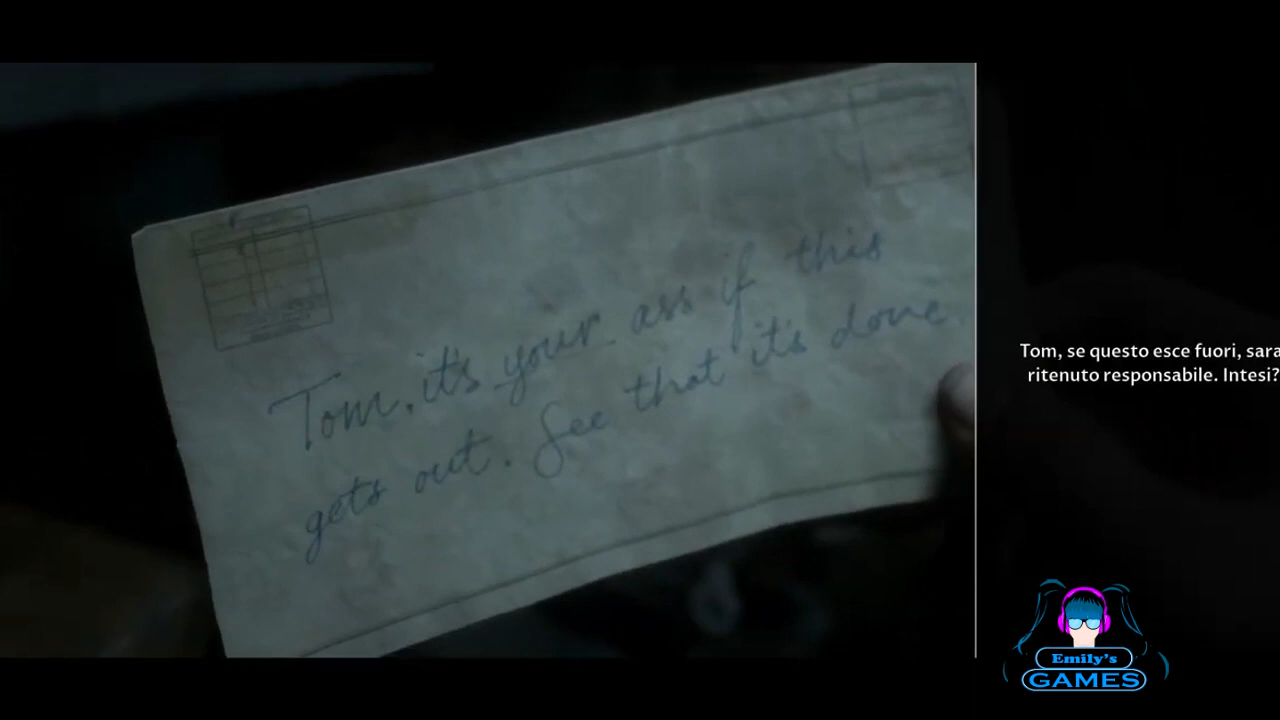 Tom, it's your ass if this
gets out. See that it's done
Tom, se questo esce fuori, sara
ritenuto responsabile. Intesi?
Emily's
GAMES